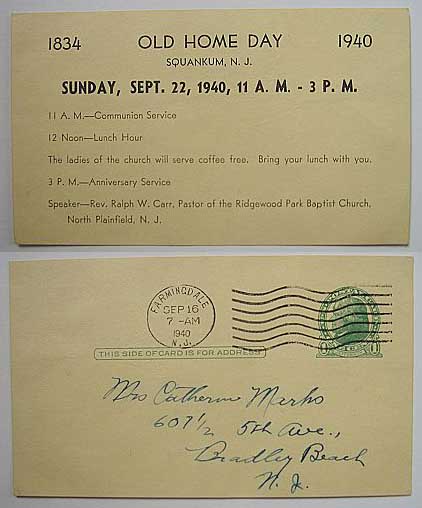 1834 OLD HOME DAY 1940
SQUANKUM, N. J.
SUNDAY, SEPT. 22, 1940, 11 A. M. - 3 P. M.
11 A. M.—Communion Service
12 Noon—Lunch Hour
The ladies of the church will serve coffee free. Bring your lunch with you.
3 P. M.—Anniversary Service
Speaker—Rev. Ralph W. Carr, Pastor of the Ridgewood Park Baptist Church,
North Plainfield, N. J.
FARMINGDALE
SEP 16
7-AM
1940
N.J.
THIS SIDE OF CARD IS FOR ADDRESS
Mrs Catherine Marks
607 1/2 5th Ave.,
Bradley Beach
N. J.